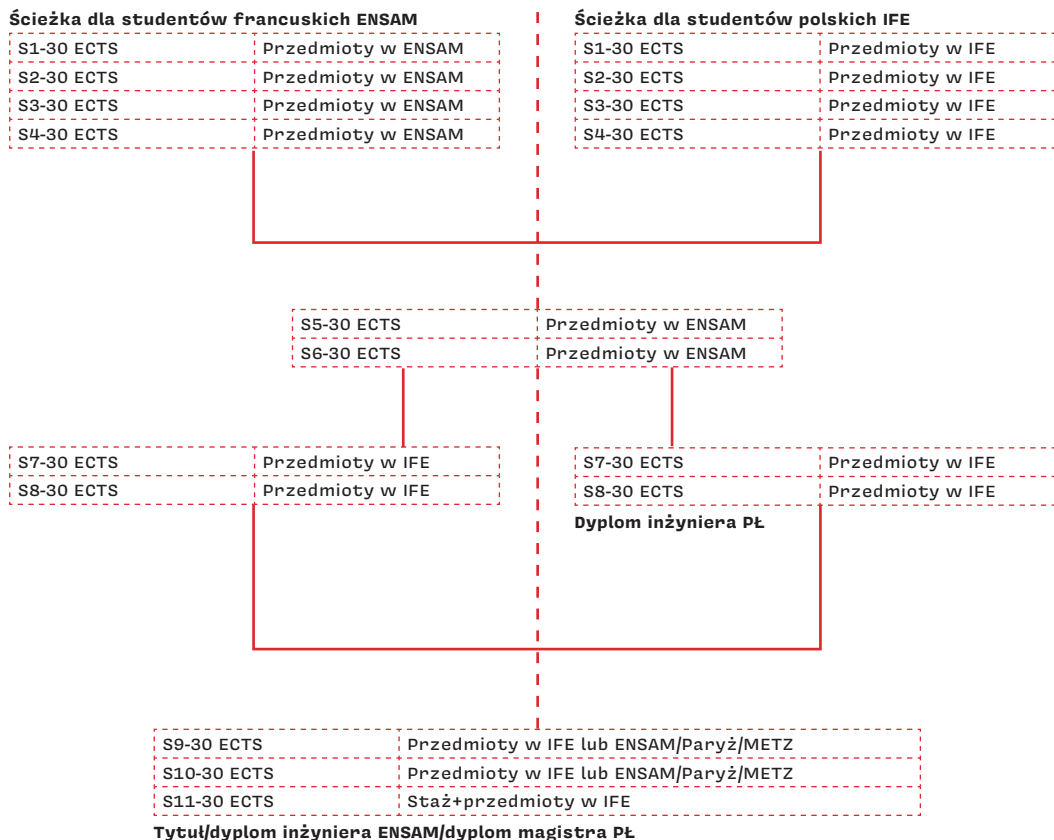 Ścieżka dla studentów francuskich ENSAM
S1-30 ECTS Przedmioty w ENSAM
S2-30 ECTS Przedmioty w ENSAM
S3-30 ECTS Przedmioty w ENSAM
S4-30 ECTS Przedmioty w ENSAM
Ścieżka dla studentów polskich IFE
S1-30 ECTS Przedmioty w IFE
S2-30 ECTS Przedmioty w IFE
S3-30 ECTS Przedmioty w IFE
S4-30 ECTS Przedmioty w IFE
S5-30 ECTS Przedmioty w ENSAM
S6-30 ECTS Przedmioty w ENSAM
S7-30 ECTS Przedmioty w IFE
S8-30 ECTS Przedmioty w IFE
S7-30 ECTS Przedmioty w IFE
S8-30 ECTS Przedmioty w IFE
Dyplom inżyniera PŁ
S9-30 ECTS Przedmioty w IFE lub ENSAM/Paryż/METZ
S10-30 ECTS Przedmioty w IFE lub ENSAM/Paryż/METZ
S11-30 ECTS Staż+przedmioty w IFE
Tytuł/dyplom inżyniera ENSAM/dyplom magistra PŁ